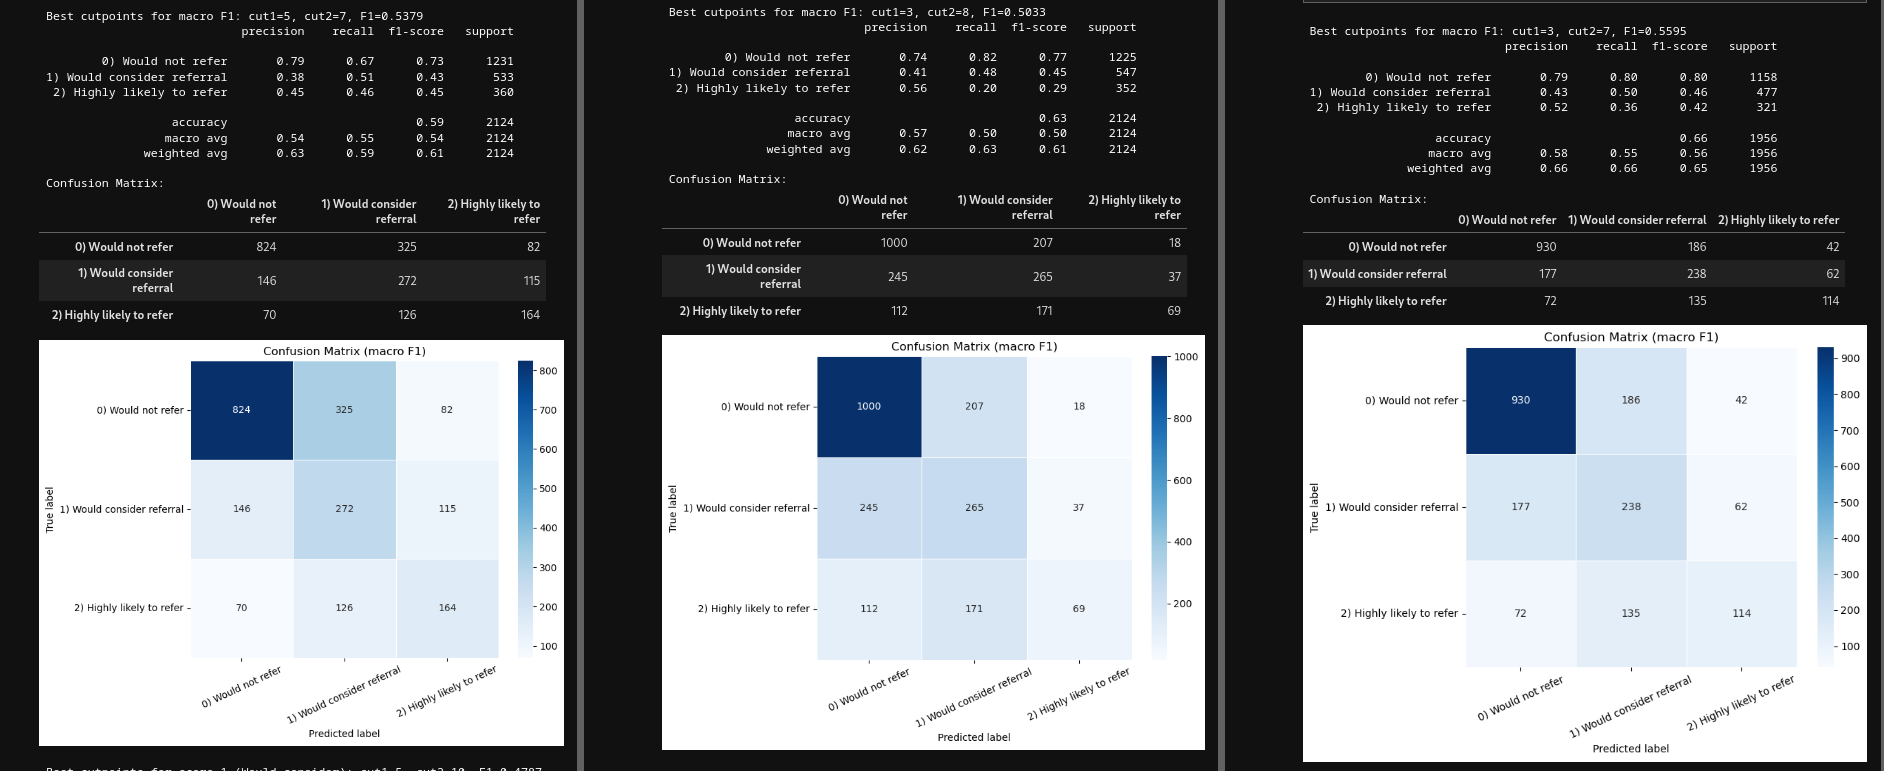 Best cutpoints for macro F1: cut1=5, cut2=7, F1=0.5379
precision recall f1-score support
0) Would not refer 0.79 0.67 0.73 1231
1) Would consider referral 0.38 0.51 0.43 533
2) Highly likely to refer 0.45 0.46 0.45 360
accuracy 0.59 2124
macro avg 0.54 0.55 0.54 2124
weighted avg 0.63 0.59 0.61 2124
Confusion Matrix:
0) Would not 1) Would consider 2) Highly likely to
refer referral refer
0) Would not refer 824 325 82
1) Would consider
referral 146 272 115
2) Highly likely to refer 70 126 164
Confusion Matrix (macro F1)
800
700
600
500
400
300
200
100
0) Would not refer 824 325 82
1) Would consider referral 146 272 115
2) Highly likely to refer 70 126 164
True label
0) Would not refer
1) Would consider referral
2) Highly likely to refer
Predicted label
Best cutpoints for macro F1: cut1=3, cut2=8, F1=0.5033
precision recall f1-score support
0) Would not refer 0.74 0.82 0.77 1225
1) Would consider referral 0.41 0.48 0.45 547
2) Highly likely to refer 0.56 0.20 0.29 352
accuracy 0.63 2124
macro avg 0.57 0.50 0.50 2124
weighted avg 0.62 0.63 0.61 2124
Confusion Matrix:
0) Would not 1) Would consider 2) Highly likely to
refer referral refer
0) Would not refer 1000 207 18
1) Would consider
referral 245 265 37
2) Highly likely to refer 112 171 69
Confusion Matrix (macro F1)
1000
800
600
400
200
0) Would not refer 1000 207 18
1) Would consider referral 245 265 37
2) Highly likely to refer 112 171 69
True label
0) Would not refer
1) Would consider referral
2) Highly likely to refer
Predicted label
Best cutpoints for macro F1: cut1=3, cut2=7, F1=0.5595
precision recall f1-score support
0) Would not refer 0.79 0.80 0.80 1158
1) Would consider referral 0.43 0.50 0.46 477
2) Highly likely to refer 0.52 0.36 0.42 321
accuracy 0.66 1956
macro avg 0.58 0.55 0.56 1956
weighted avg 0.66 0.66 0.65 1956
Confusion Matrix:
0) Would not refer 1) Would consider referral 2) Highly likely to refer
0) Would not refer 930 186 42
1) Would consider referral 177 238 62
2) Highly likely to refer 72 135 114
Confusion Matrix (macro F1)
900
800
700
600
500
400
300
200
100
0) Would not refer 930 186 42
1) Would consider referral 177 238 62
2) Highly likely to refer 72 135 114
True label
0) Would not refer
1) Would consider referral
2) Highly likely to refer
Predicted label